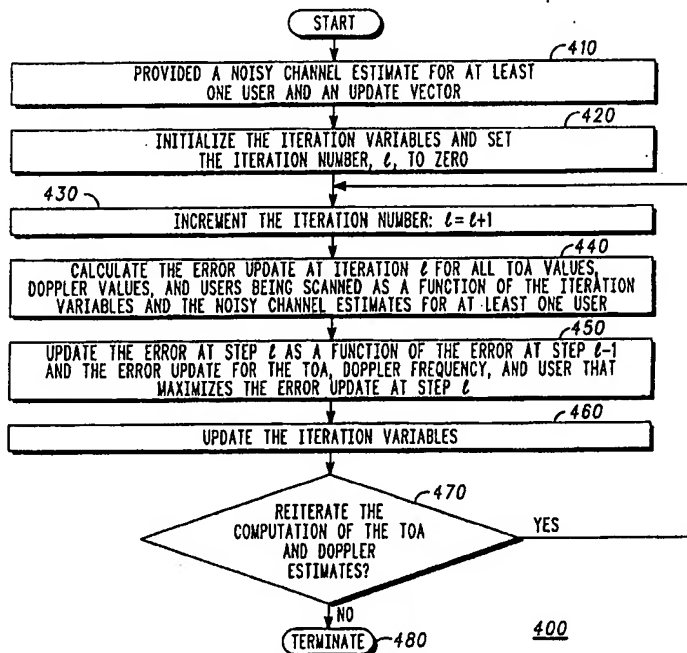 START
410
PROVIDED A NOISY CHANNEL ESTIMATE FOR AT LEAST
ONE USER AND AN UPDATE VECTOR
420
INITIALIZE THE ITERATION VARIABLES AND SET
THE ITERATION NUMBER, ℓ, TO ZERO
430
INCREMENT THE ITERATION NUMBER: ℓ=ℓ+1
440
CALCULATE THE ERROR UPDATE AT ITERATION ℓ FOR ALL TOA VALUES,
DOPPLER VALUES, AND USERS BEING SCANNED AS A FUNCTION OF THE ITERATION
VARIABLES AND THE NOISY CHANNEL ESTIMATES FOR AT LEAST ONE USER
450
UPDATE THE ERROR AT STEP ℓ AS A FUNCTION OF THE ERROR AT STEP ℓ-1
AND THE ERROR UPDATE FOR THE TOA, DOPPLER FREQUENCY, AND USER THAT
MAXIMIZES THE ERROR UPDATE AT STEP ℓ
460
UPDATE THE ITERATION VARIABLES
470
REITERATE THE
COMPUTATION OF THE TOA
AND DOPPLER
ESTIMATES?
YES
NO
TERMINATE
480
400